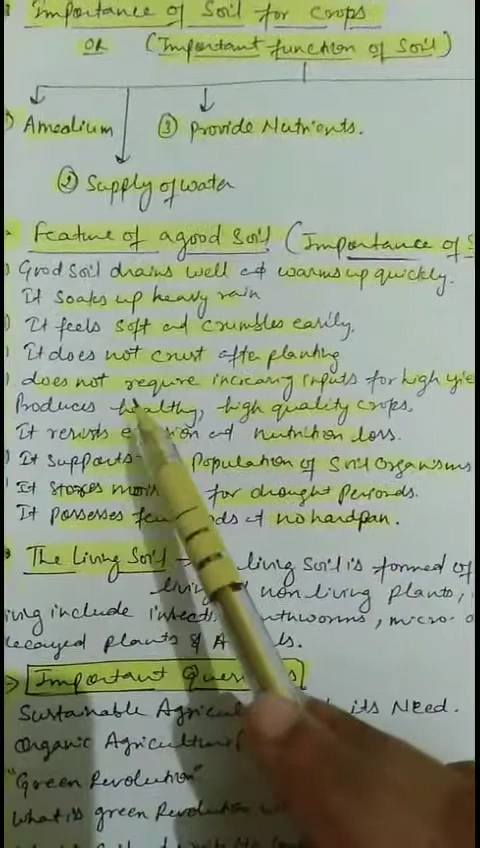 Importance of Soil for Crops
OR (Important function of Soil)
Amedium ③ Provide Nutrients.
② Supply of water
Feature of a good Soil (Importance of S
Good Soil drains well and warms up quickly.
It Soaks up heavy rain
It feels Soft and Crumbles easily.
It does not crust after planting
does not require increasing inputs for high yie
Produces healthy, high quality crops.
It resists and nutrition loss.
It Supports Population of Soil Organisms
It Stores for drought Periods.
It Possesses no hardpan.
The Living Soil → living Soil is formed of
non living Plants,
iving include insects micro- o
decayed plants &
Important
Sustainable its Need.
Organic
"Green Revolution"
What is green Revolution